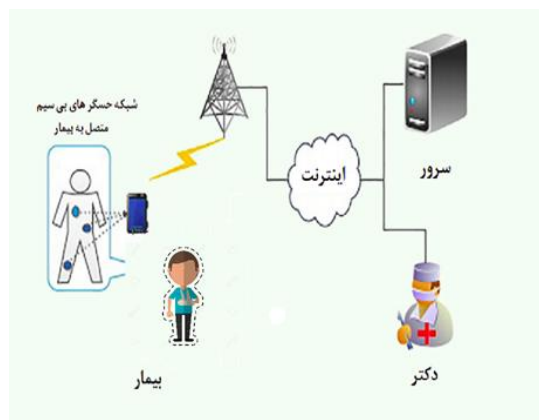 شبکه حسگر های بی سیم
متصل به بیمار
اینترنت
سرور
بیمار
دکتر